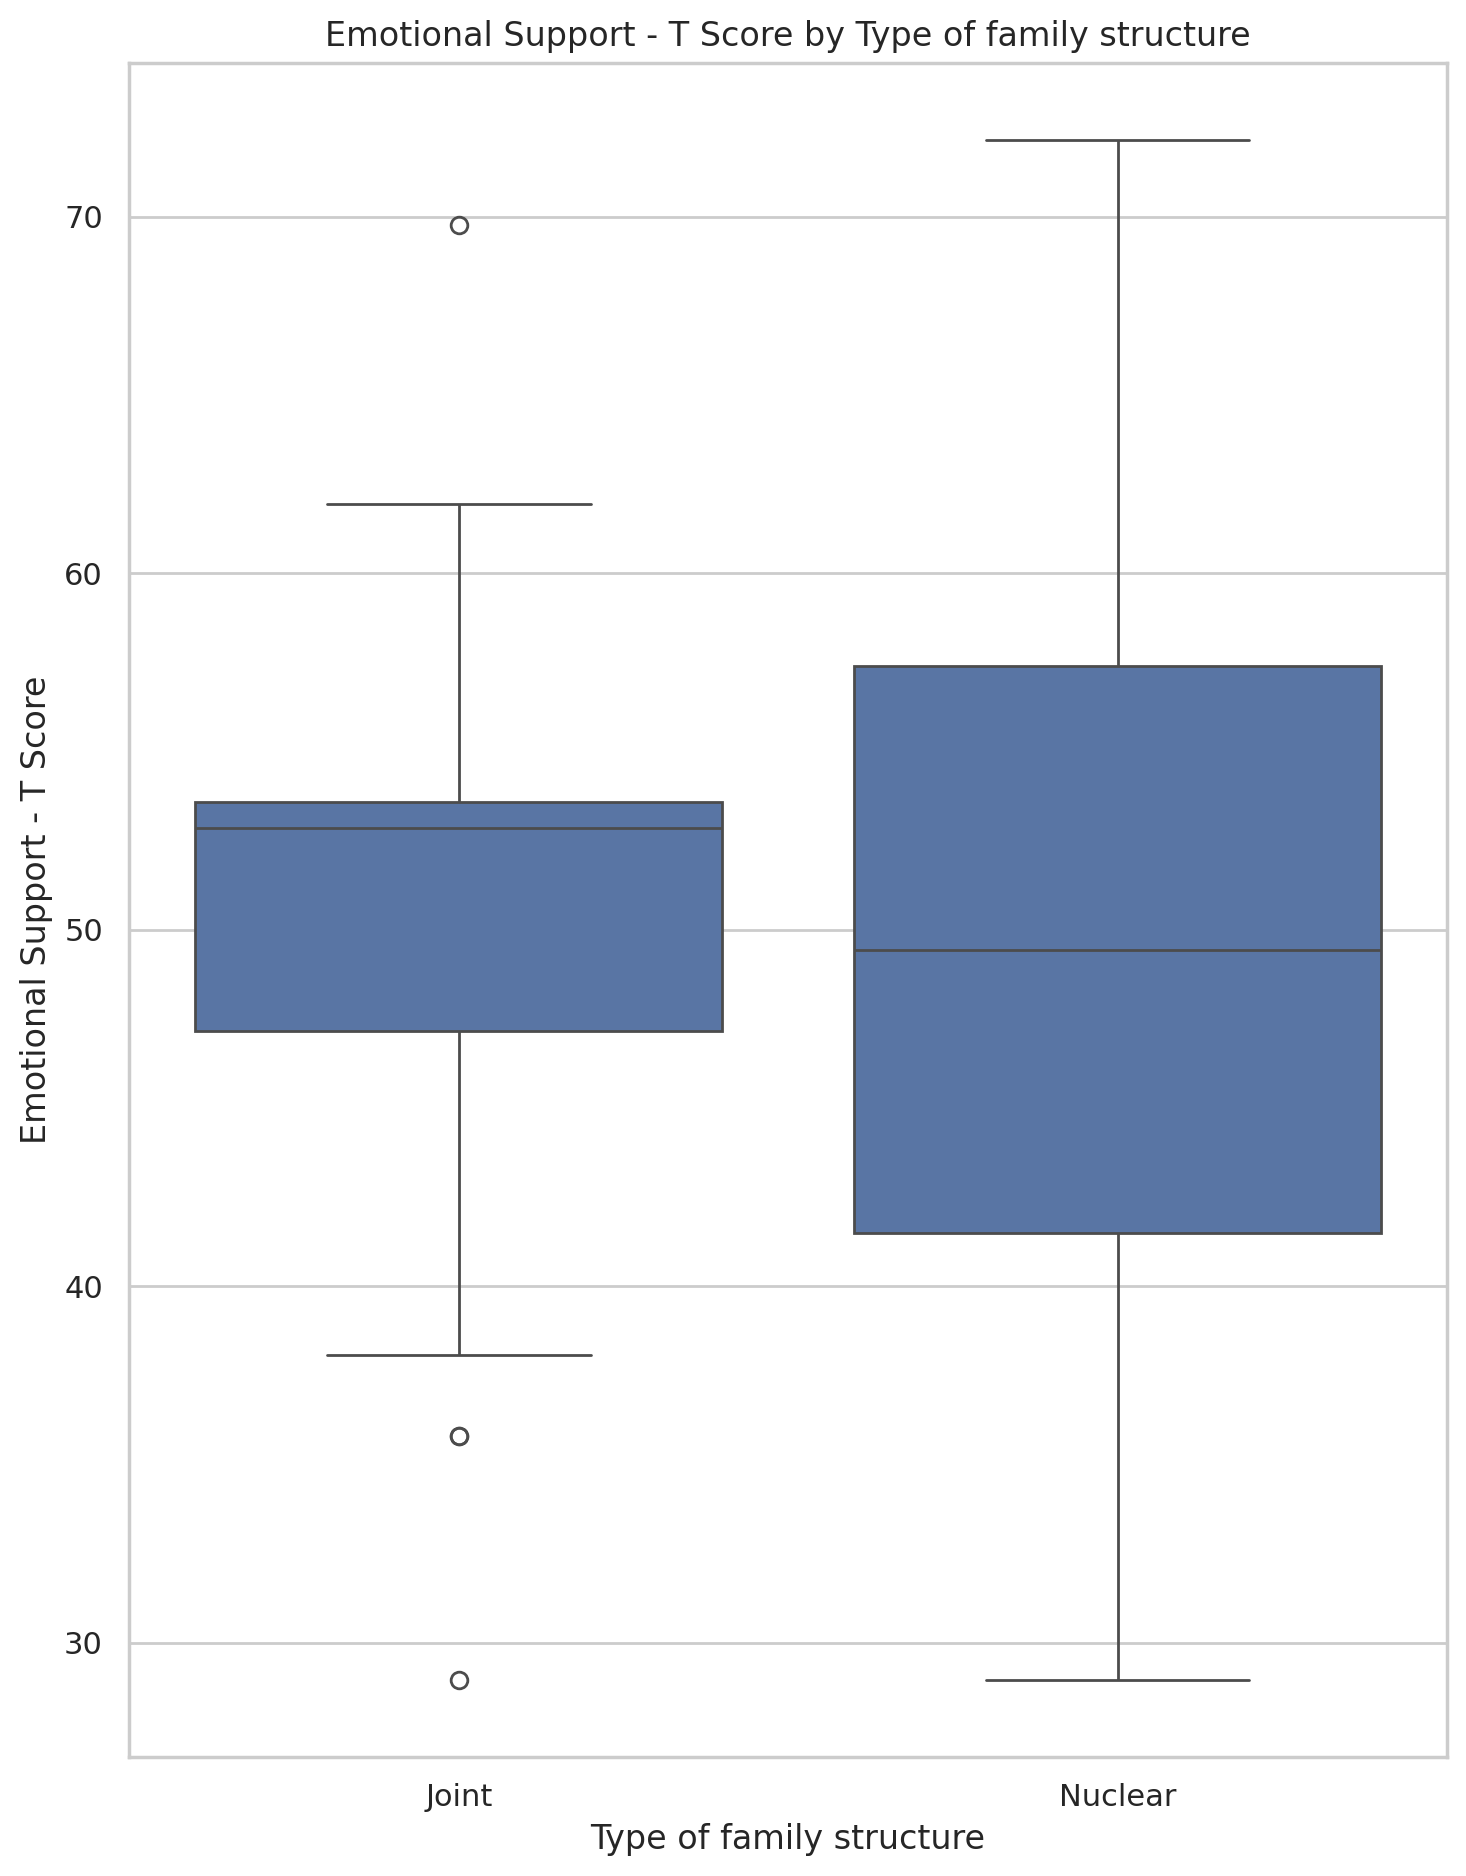 Emotional Support - T Score by Type of family structure
Emotional Support - T Score
70
60
50
40
30
Joint
Nuclear
Type of family structure